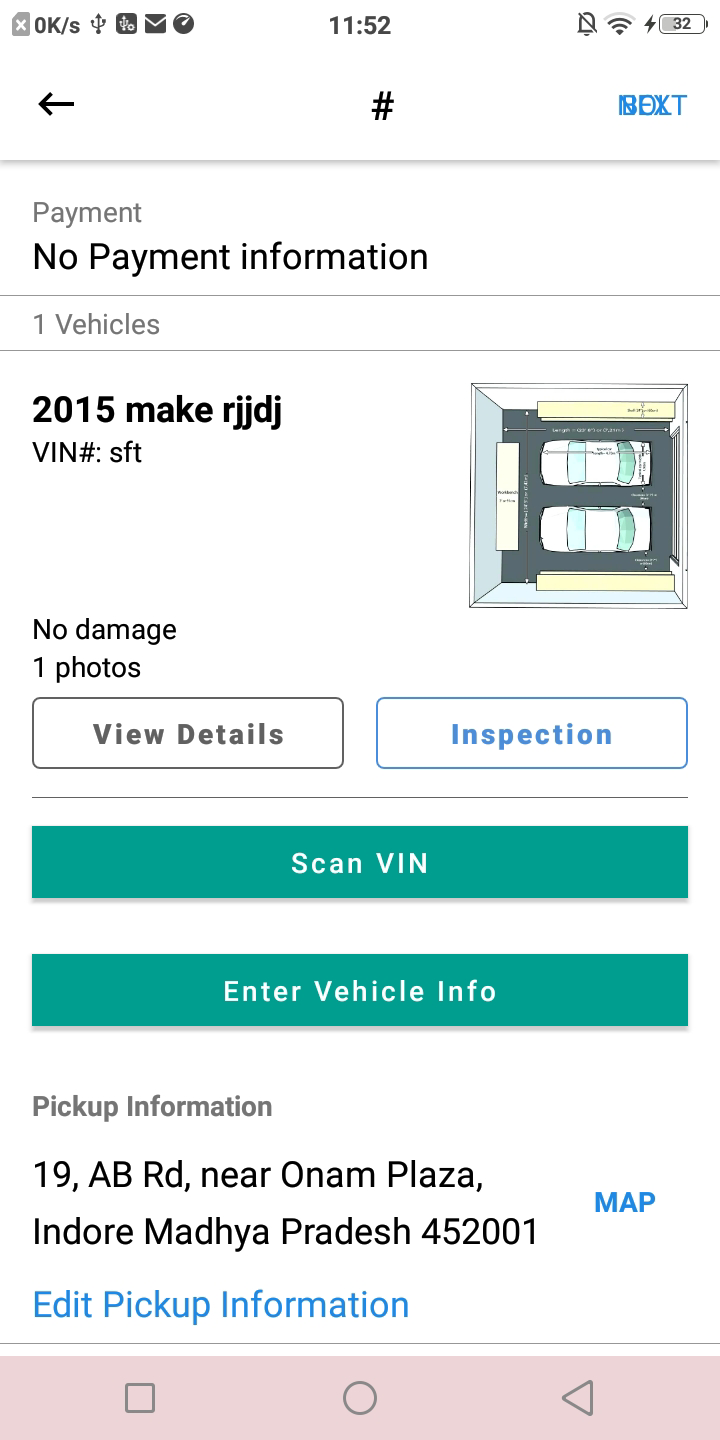 0K/s 11:52 32
#
Payment
No Payment information
1 Vehicles
2015 make rjjdj
VIN#: sft
No damage
1 photos
View Details Inspection
Scan VIN
Enter Vehicle Info
Pickup Information
19, AB Rd, near Onam Plaza,
Indore Madhya Pradesh 452001
MAP
Edit Pickup Information